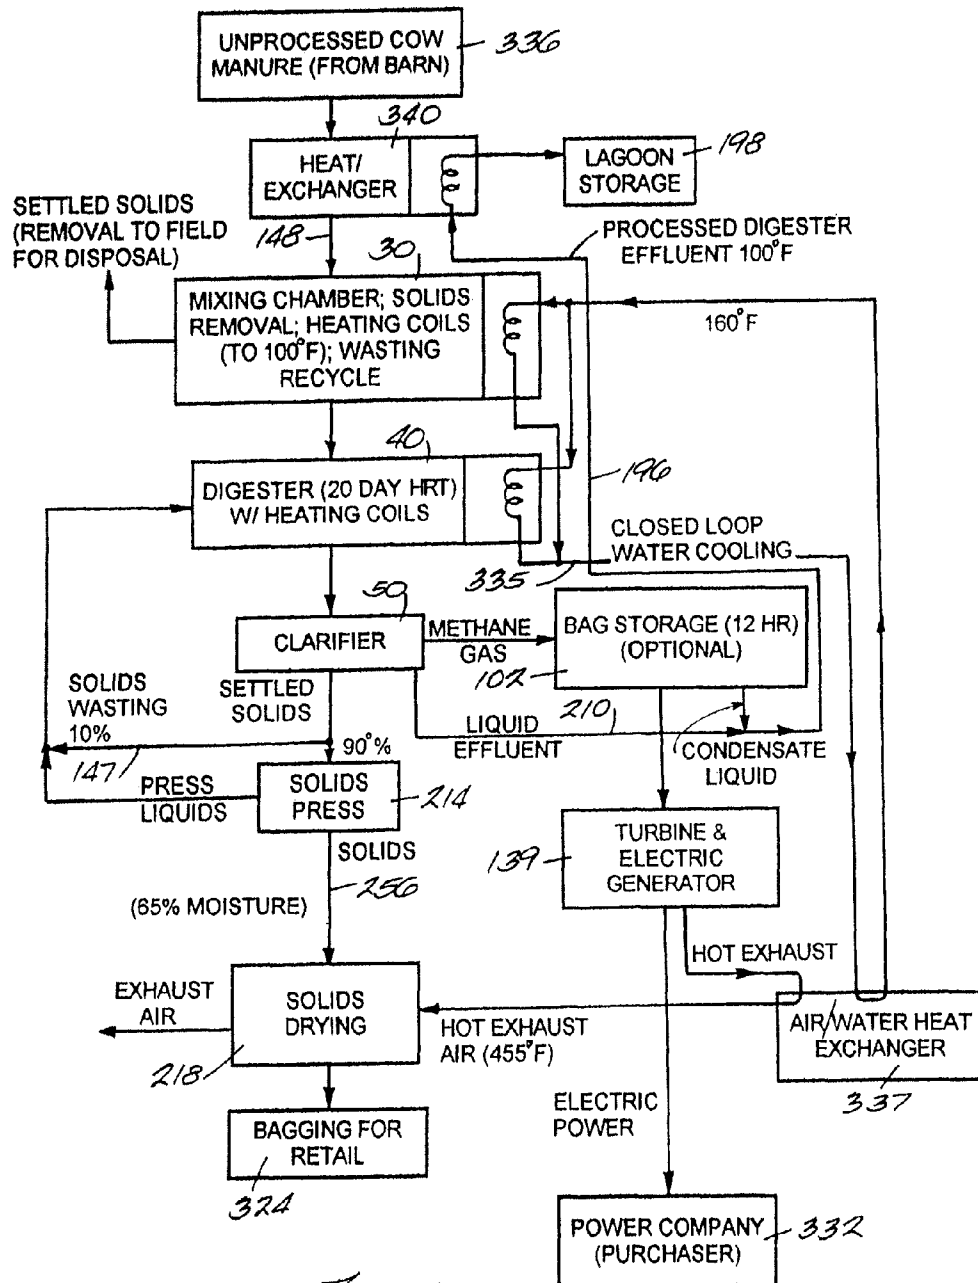 UNPROCESSED COW
MANURE (FROM BARN)
336
340
HEAT/
EXCHANGER
LAGOON
STORAGE
198
SETTLED SOLIDS
(REMOVAL TO FIELD
FOR DISPOSAL)
148
PROCESSED DIGESTER
EFFLUENT 100°F
30
MIXING CHAMBER; SOLIDS
REMOVAL; HEATING COILS
(TO 100°F); WASTING
RECYCLE
160°F
40
196
DIGESTER (20 DAY HRT)
W/ HEATING COILS
CLOSED LOOP
WATER COOLING
335
50
CLARIFIER
METHANE
GAS
BAG STORAGE (12 HR)
(OPTIONAL)
102
SETTLED
SOLIDS
SOLIDS
WASTING
10%
210
LIQUID
EFFLUENT
CONDENSATE
LIQUID
90°%
147
PRESS
LIQUIDS
SOLIDS
PRESS
214
SOLIDS
TURBINE &
ELECTRIC
GENERATOR
139
256
(65% MOISTURE)
HOT EXHAUST
EXHAUST
AIR
SOLIDS
DRYING
HOT EXHAUST
AIR (455°F)
AIR/WATER HEAT
EXCHANGER
218
337
ELECTRIC
POWER
BAGGING FOR
RETAIL
324
POWER COMPANY
(PURCHASER)
332